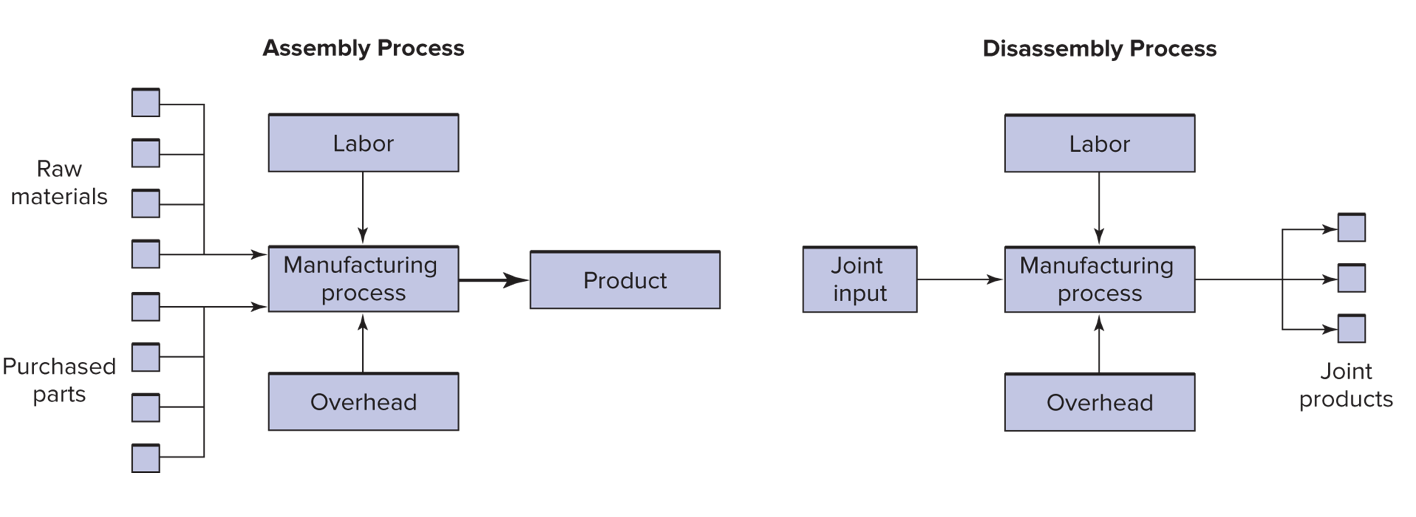 Assembly Process
Raw
materials
Purchased
parts
Labor
Manufacturing
process
Overhead
Product
Disassembly Process
Joint
input
Labor
Manufacturing
process
Overhead
Joint
products